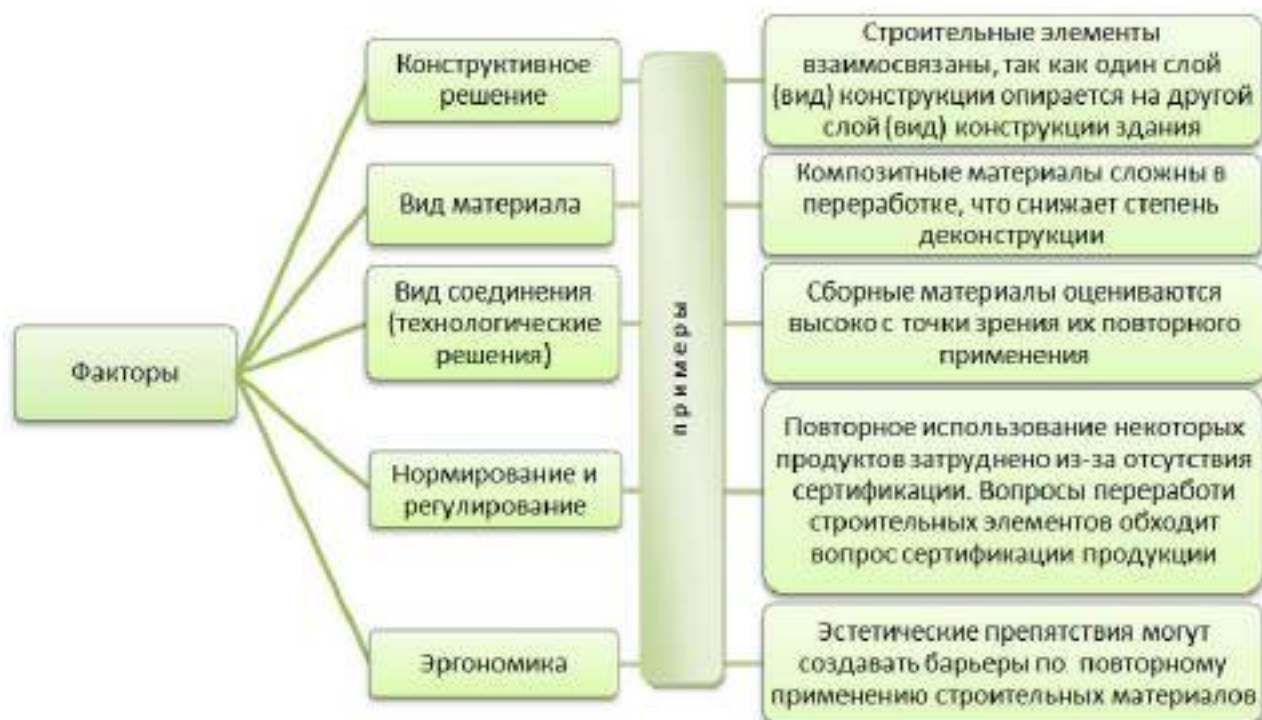 Факторы
Конструктивное
решение
Вид материала
Вид соединения
(технологические
решения)
Нормирование и
регулирование
Эргономика
примеры
Строительные элементы
взаимосвязаны, так как один слой
(вид) конструкции опирается на другой
слой (вид) конструкции здания
Композитные материалы сложны в
переработке, что снижает степень
деконструкции
Сборные материалы оцениваются
высоко с точки зрения их повторного
применения
Повторное использование некоторых
продуктов затруднено из-за отсутствия
сертификации. Вопросы переработи
строительных элементов обходит
вопрос сертификации продукции
Эстетические препятствия могут
создавать барьеры по повторному
применению строительных материалов